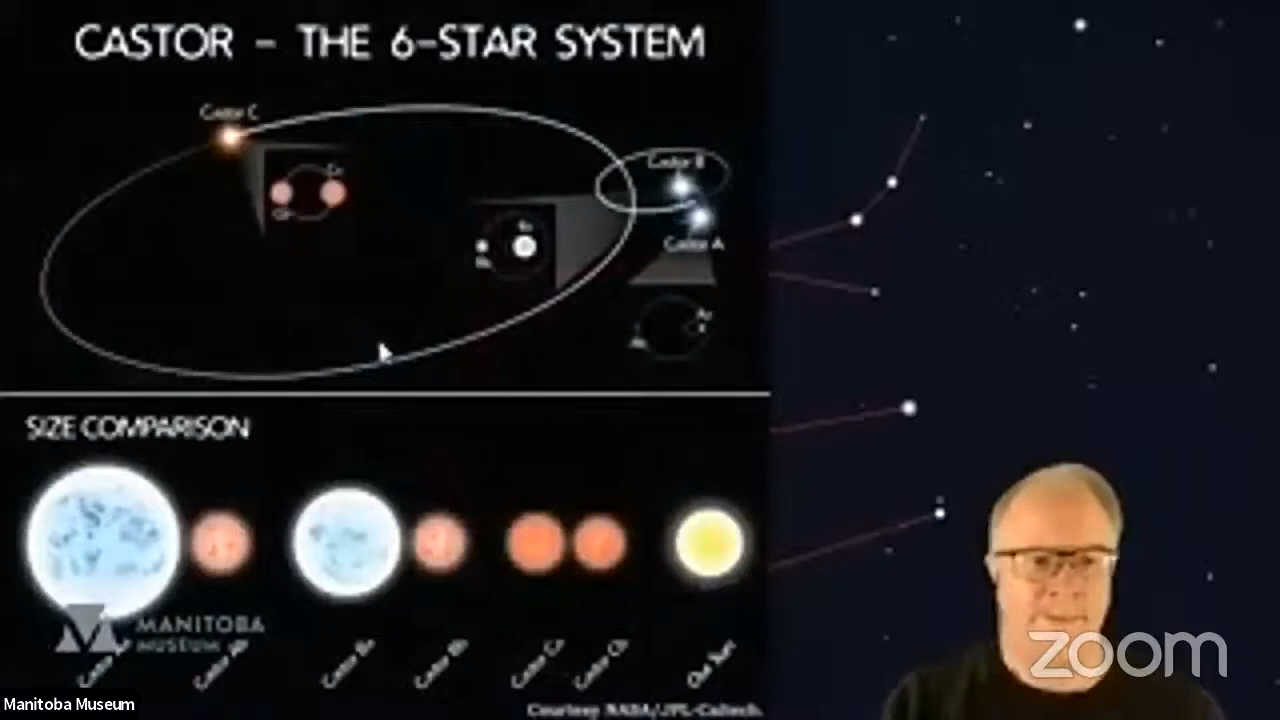 CASTOR - THE 6-STAR SYSTEM
Castor C
Castor B
Castor A
SIZE COMPARISON
MANITOBA
MUSEUM
Castor Ab
Castor Ba
Castor Bb
Castor Ca
Castor Cb
Our Sun
Courtesy NASA/JPL-Caltech.
Manitoba Museum
zoom